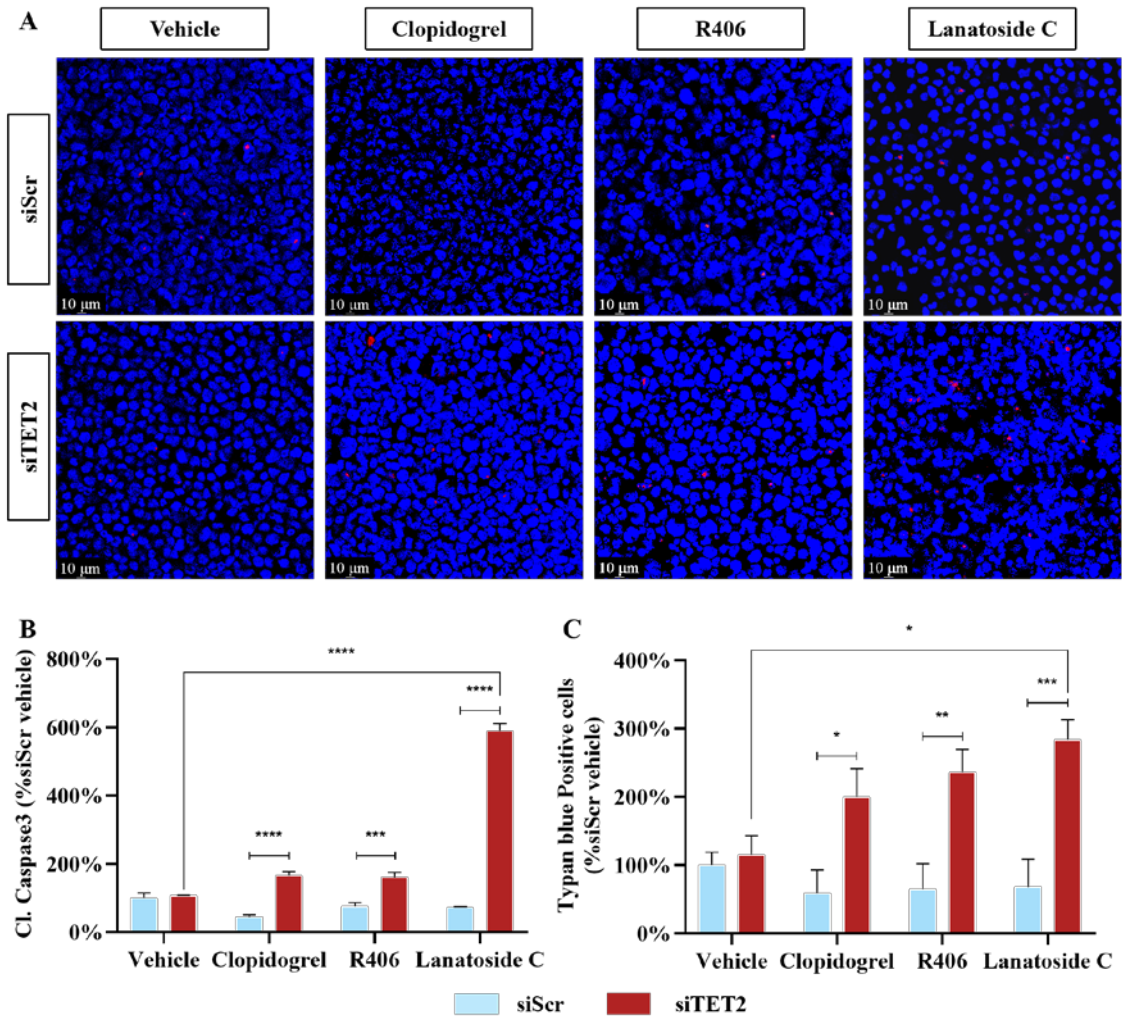 A
Vehicle
Clopidogrel
R406
Lanatoside C
siScr
10 μm
10 μm
10 μm
10 μm
siTET2
10 μm
10 μm
10 μm
10 μm
B
Cl. Caspase3 (%siScr vehicle)
800%
600%
400%
200%
0%
****
****
***
****
Vehicle
Clopidogrel
R406
Lanatoside C
C
Typan blue Positive cells
(%siScr vehicle)
400%
300%
200%
100%
0%
*
*
**
***
Vehicle
Clopidogrel
R406
Lanatoside C
siScr
siTET2